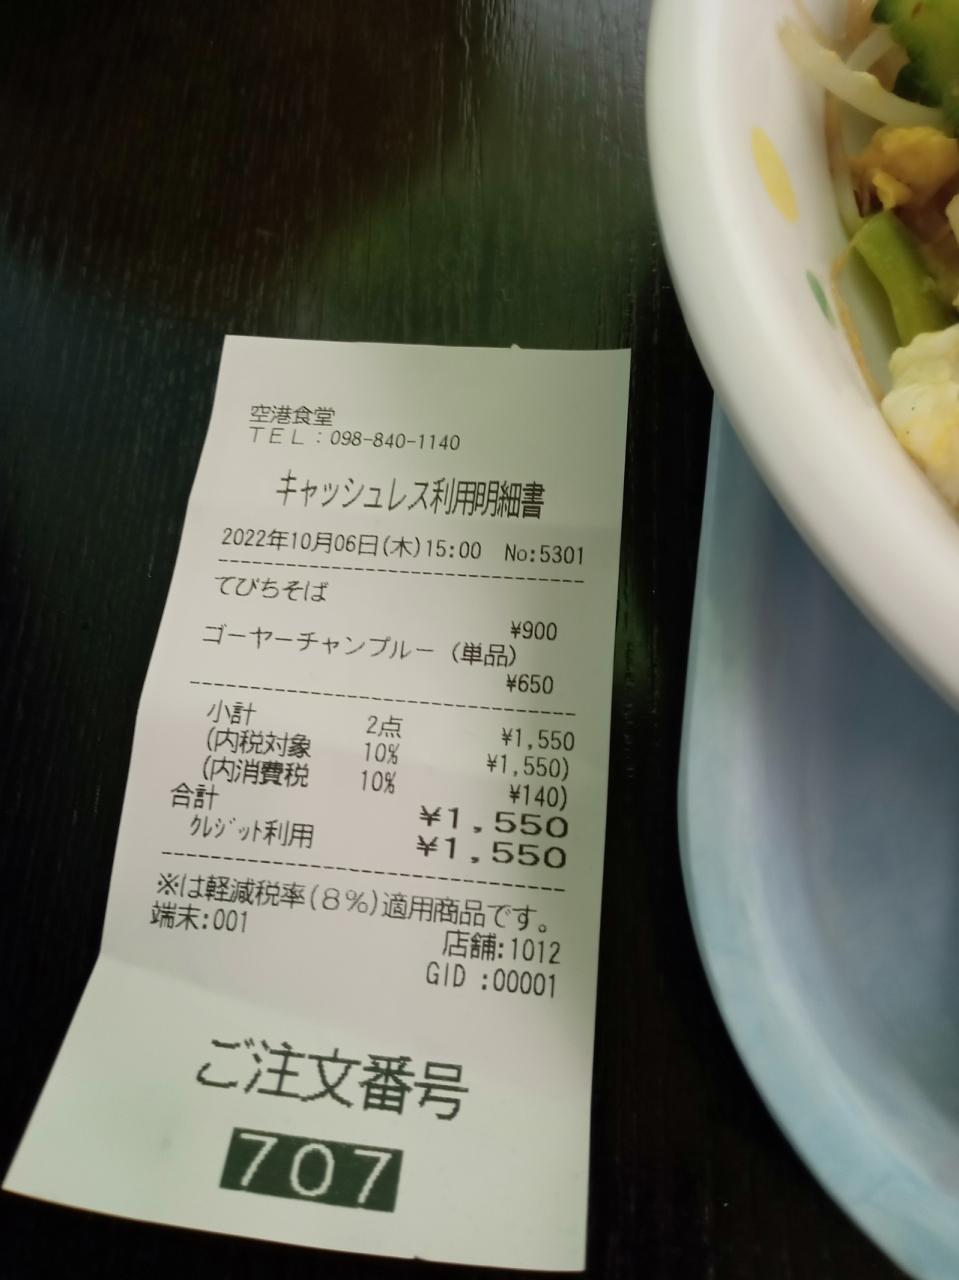 空港食堂
TEL:098-840-1140
キャッシュレス利用明細書
2022年10月06日(木)15:00 No:5301
てびちそば
¥900
ゴーヤーチャンプルー(単品)
¥650
小計 2点 ¥1,550
(内税対象 10% ¥1,550)
(内消費税 10% ¥140)
合計 ¥1,550
クレジット利用 ¥1,550
※は軽減税率(8%)適用商品です。
端末:001
店舗:1012
GID :00001
ご注文番号
707